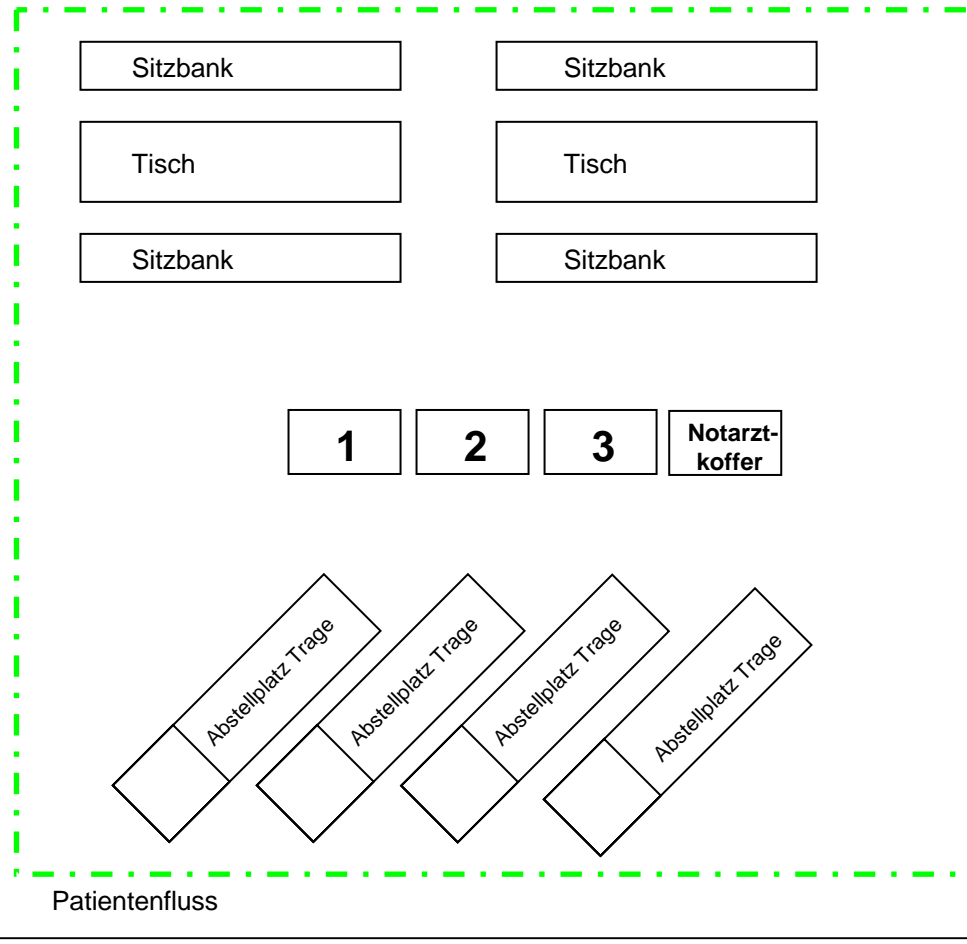 Sitzbank
Sitzbank
Tisch
Tisch
Sitzbank
Sitzbank
1
2
3
Notarzt-
koffer
Abstellplatz Trage
Abstellplatz Trage
Abstellplatz Trage
Abstellplatz Trage
Patientenfluss